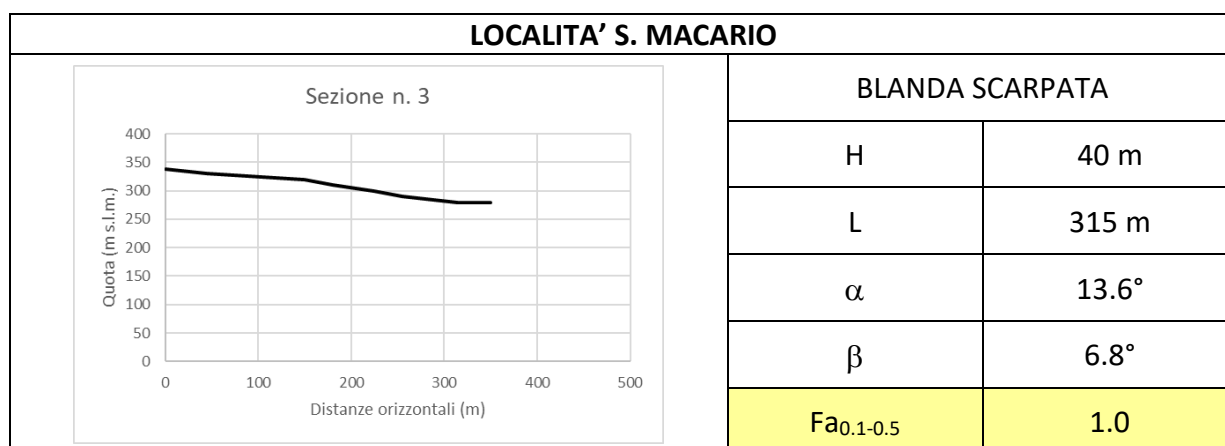 LOCALITA’ S. MACARIO
Sezione n. 3
Quota (m s.l.m.)
400
350
300
250
200
150
100
50
0
0 100 200 300 400 500
Distanze orizzontali (m)
BLANDA SCARPATA
H 40 m
L 315 m
α 13.6°
β 6.8°
Fa0.1-0.5 1.0